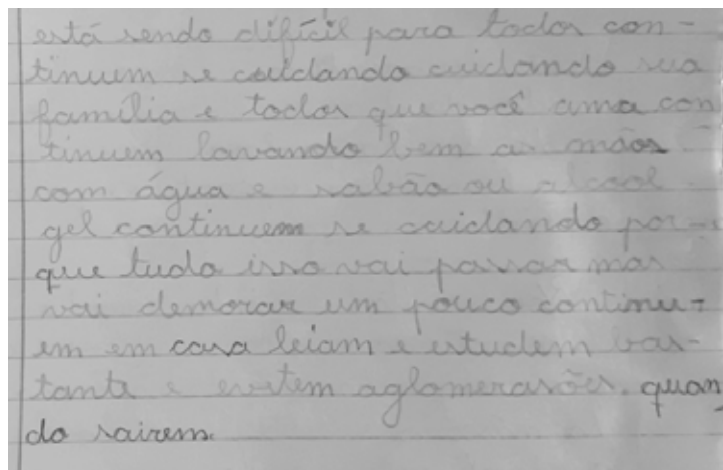 está sendo difícil para todos con-
tinuem se cuidando cuidando sua
família e todos que você ama con
tinuem lavando bem as mãos
com água e sabão ou alcool
gel continuem se cuidando por-
que tudo isso vai passar mas
vai demorar um pouco continu-
em em casa leiam e estudem bas-
tante e evitem aglomerasões. quan
do sairem.